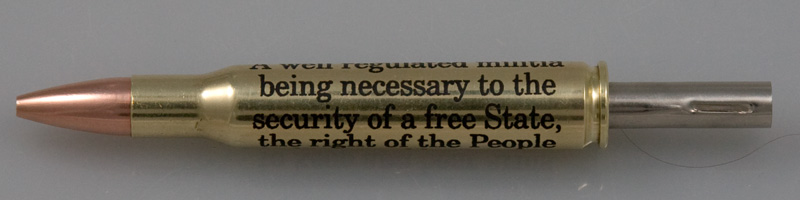 A well regulated militia
being necessary to the
security of a free State,
the right of the People